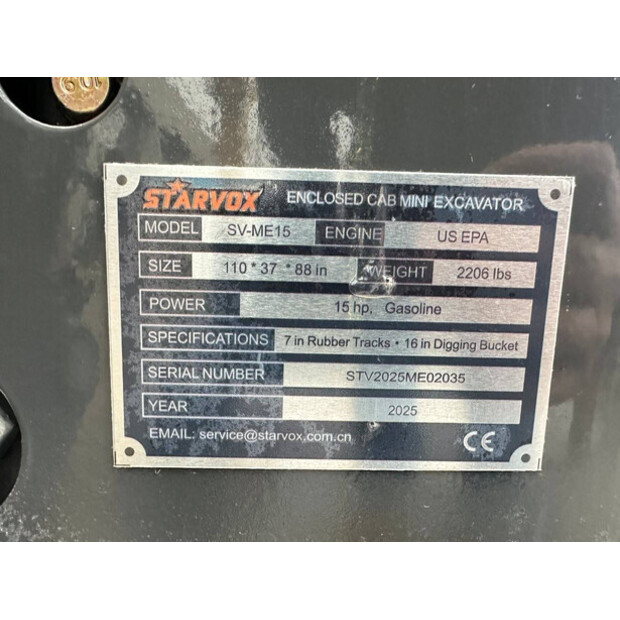 STARVOX ENCLOSED CAB MINI EXCAVATOR
MODEL SV-ME15 ENGINE US EPA
SIZE 110*37 *88 in WEIGHT 2206 lbs
POWER 15 hp, Gasoline
SPECIFICATIONS 7 in Rubber Tracks • 16 in Digging Bucket
SERIAL NUMBER STV2025ME02035
YEAR 2025
EMAIL: service@starvox.com.cn CE